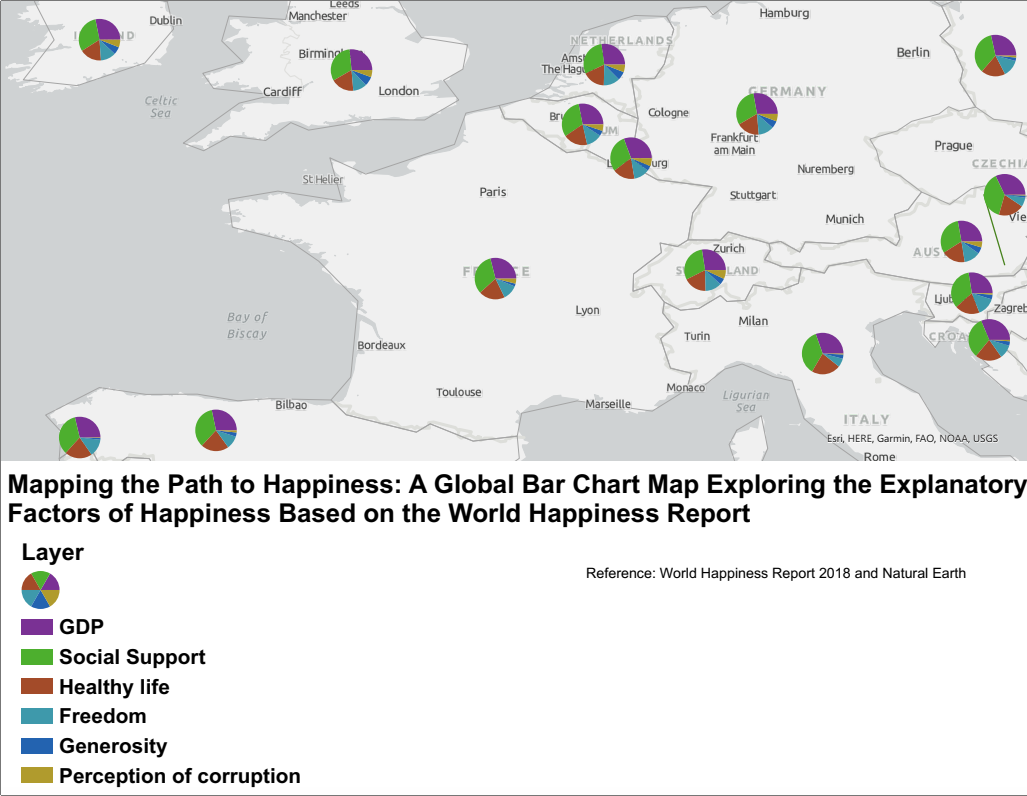 Leeds
Dublin
Manchester
Hamburg
NETHERLANDS
Berlin
Cardiff
London
Celtic
Sea
GERMANY
Cologne
Frankfurt
am Main
Prague
CZECHIA
Nuremberg
St Helier
Paris
Stuttgart
Munich
Zurich
Lyon
Bay of
Biscay
Milan
Turin
Bordeaux
Monaco
Ligurian
Sea
Toulouse
Bilbao
Marseille
ITALY
Esri, HERE, Garmin, FAO, NOAA, USGS
Rome
Mapping the Path to Happiness: A Global Bar Chart Map Exploring the Explanatory
Factors of Happiness Based on the World Happiness Report
Layer
Reference: World Happiness Report 2018 and Natural Earth
GDP
Social Support
Healthy life
Freedom
Generosity
Perception of corruption